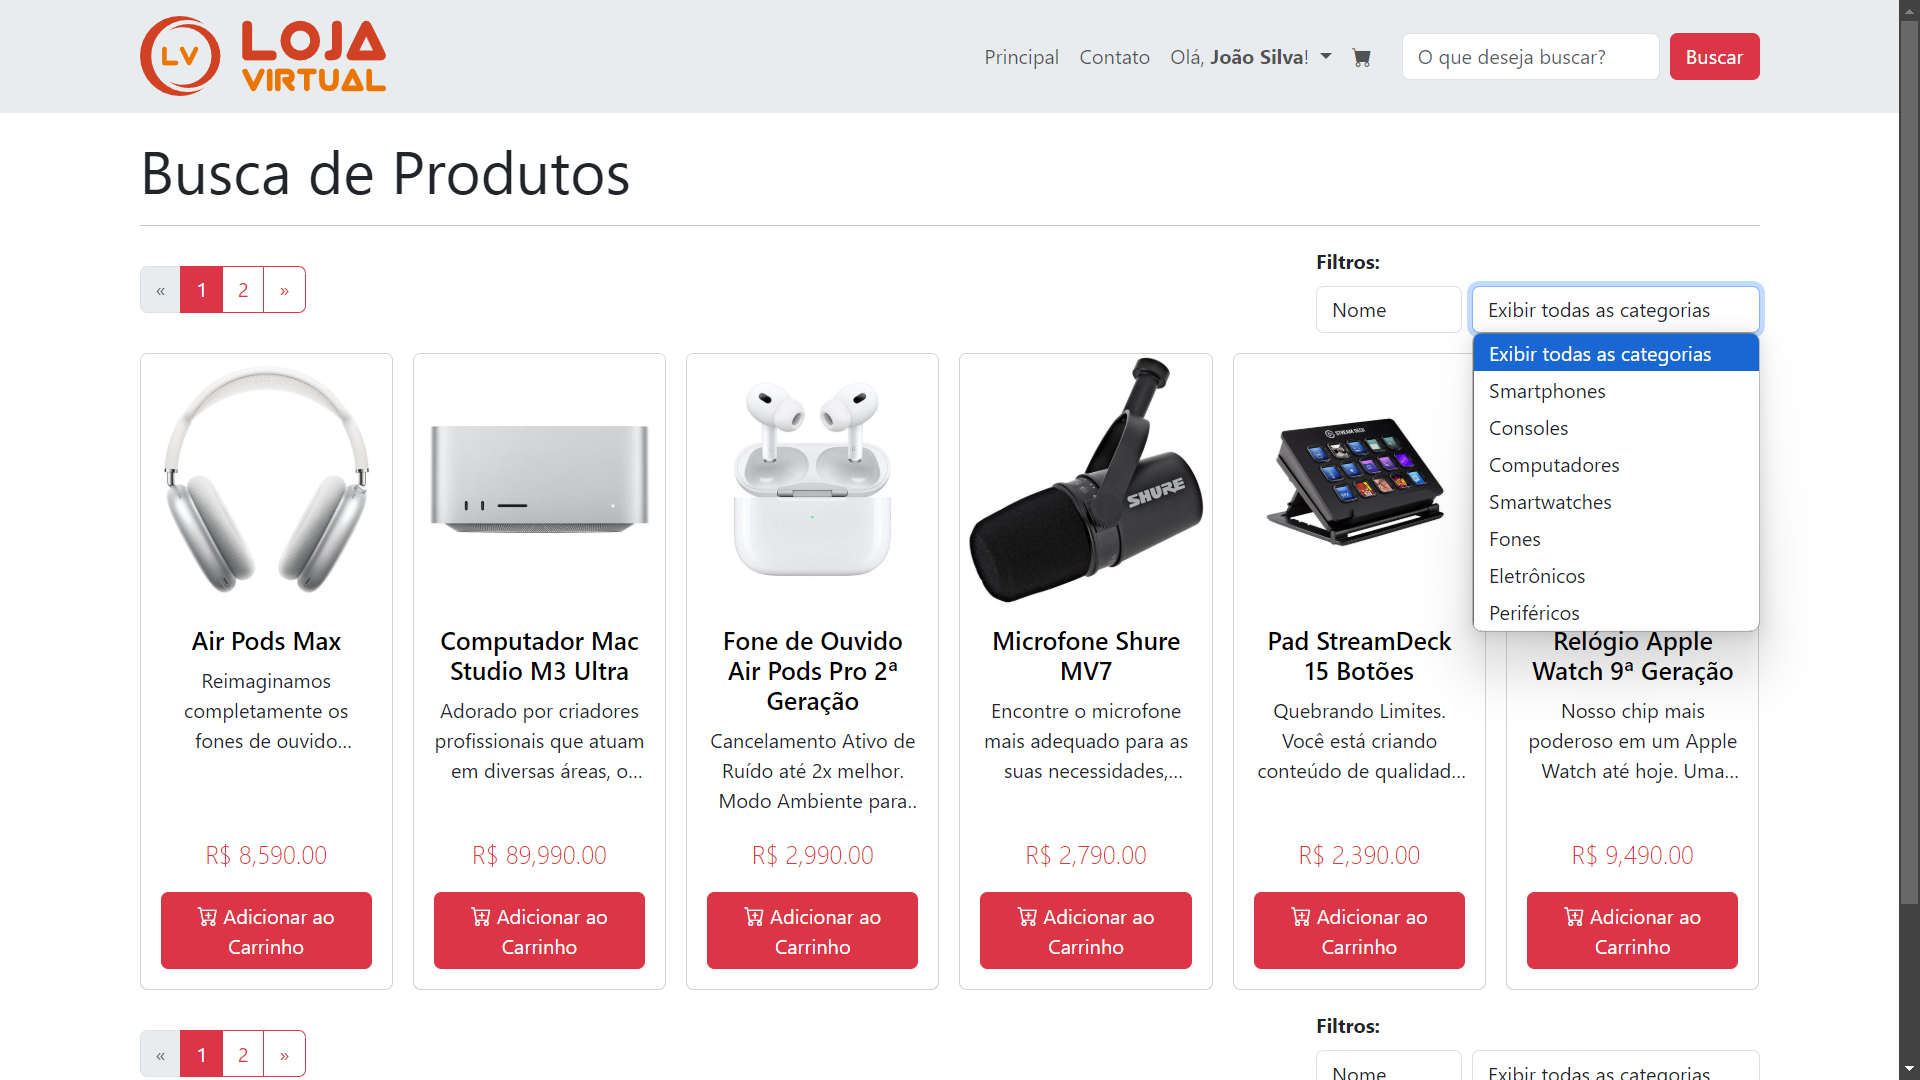 LV LOJA
VIRTUAL
Principal Contato Olá, João Silva! O que deseja buscar? Buscar
Busca de Produtos
Filtros:
« 1 2 »
Nome Exibir todas as categorias
Exibir todas as categorias
Smartphones
Consoles
Computadores
Smartwatches
Fones
Eletrônicos
Periféricos
SHURE
STREAM DECK
Air Pods Max
Reimaginamos
completamente os
fones de ouvido...
R$ 8,590.00
Adicionar ao
Carrinho
Computador Mac
Studio M3 Ultra
Adorado por criadores
profissionais que atuam
em diversas áreas, o...
R$ 89,990.00
Adicionar ao
Carrinho
Fone de Ouvido
Air Pods Pro 2ª
Geração
Cancelamento Ativo de
Ruído até 2x melhor.
Modo Ambiente para..
R$ 2,990.00
Adicionar ao
Carrinho
Microfone Shure
MV7
Encontre o microfone
mais adequado para as
suas necessidades,...
R$ 2,790.00
Adicionar ao
Carrinho
Pad StreamDeck
15 Botões
Quebrando Limites.
Você está criando
conteúdo de qualidad...
R$ 2,390.00
Adicionar ao
Carrinho
Relógio Apple
Watch 9ª Geração
Nosso chip mais
poderoso em um Apple
Watch até hoje. Uma...
R$ 9,490.00
Adicionar ao
Carrinho
Filtros:
« 1 2 »
Nome Exibir todas as categorias